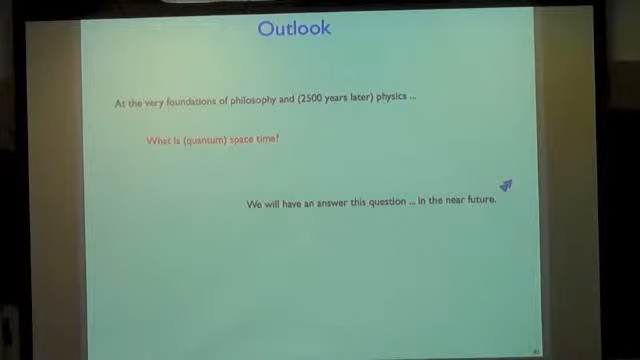 Outlook
At the very foundations of philosophy and (2500 years later) physics ...
What is (quantum) space time?
We will have an answer this question ... in the near future.